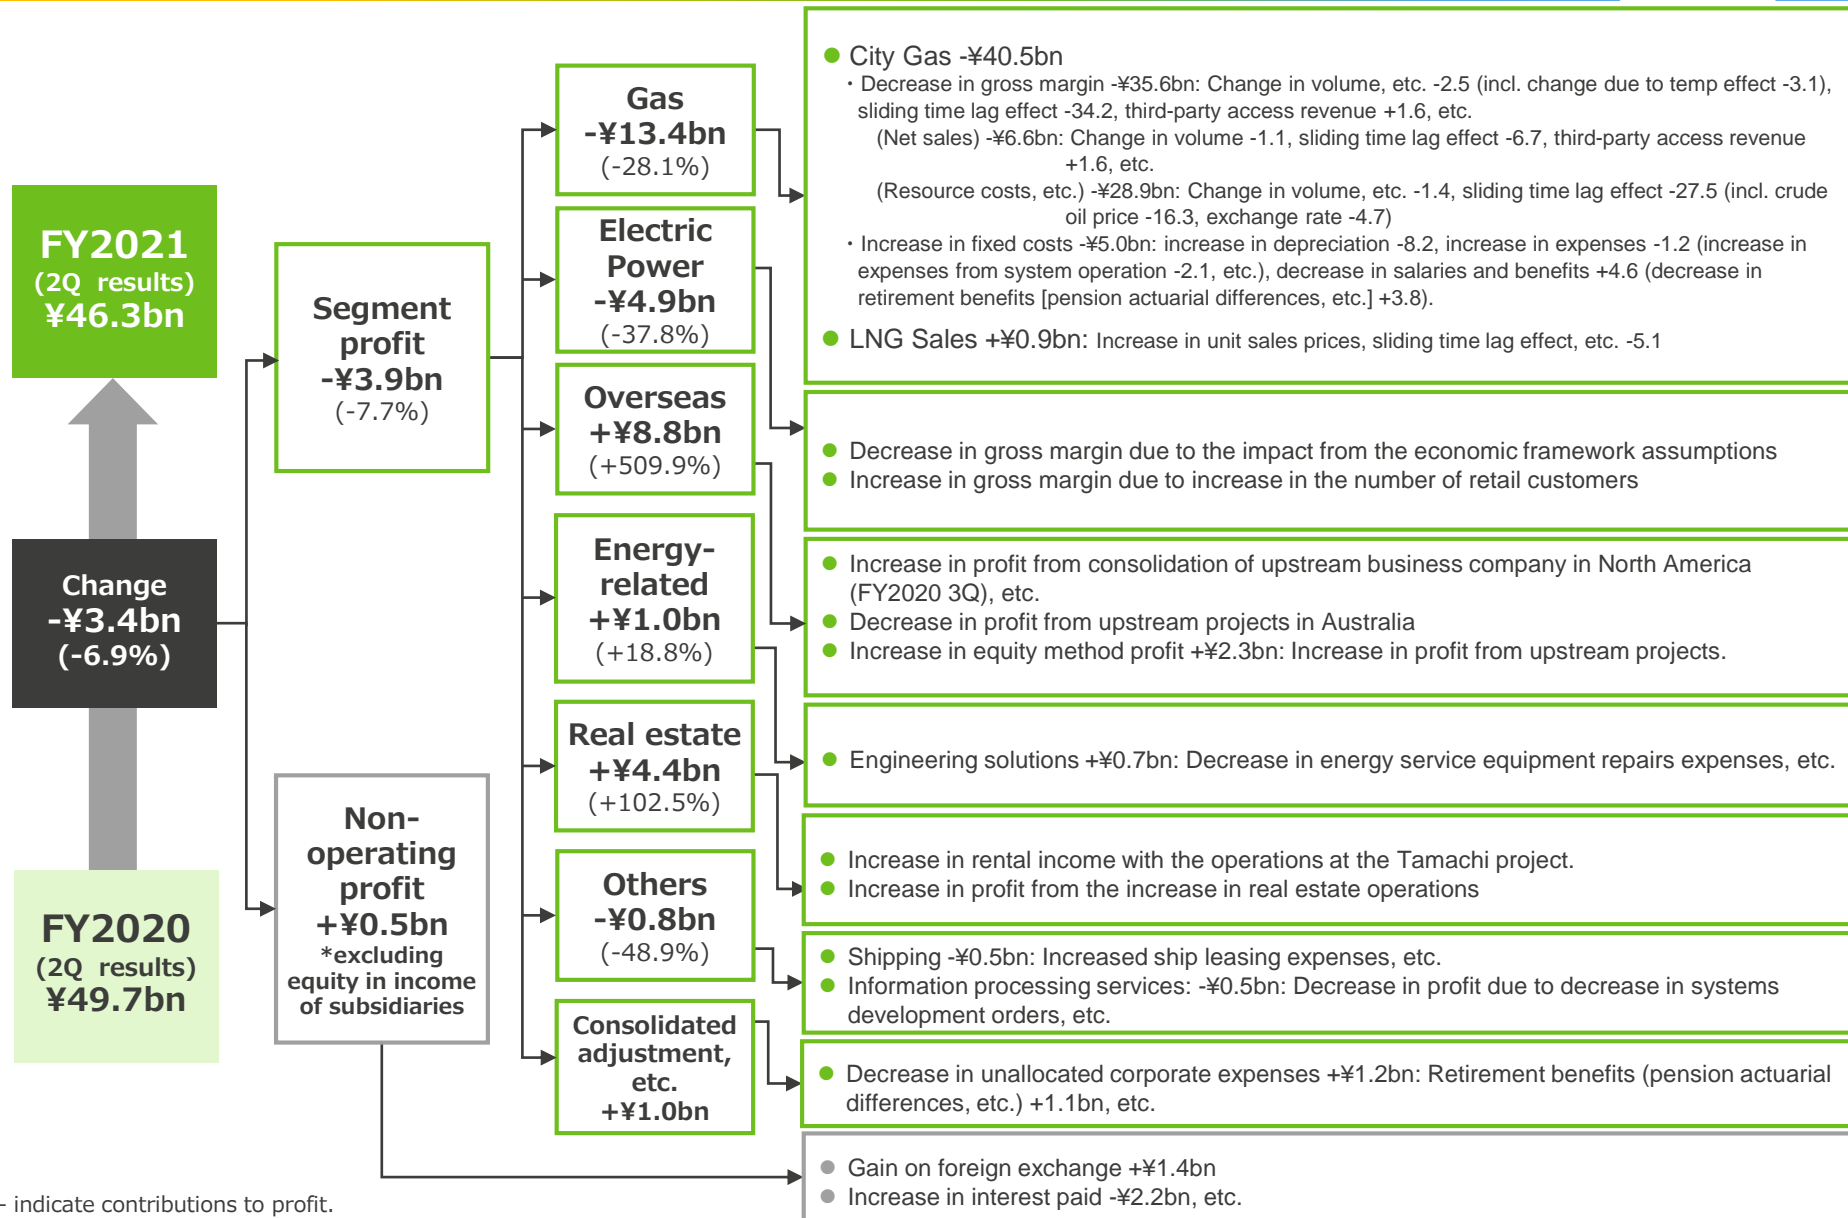 FY2021
(2Q results)
¥46.3bn
Change
-¥3.4bn
(-6.9%)
FY2020
(2Q results)
¥49.7bn
Segment
profit
-¥3.9bn
(-7.7%)
Non-
operating
profit
+¥0.5bn
*excluding
equity in income
of subsidiaries
Gas
-¥13.4bn
(-28.1%)
Electric
Power
-¥4.9bn
(-37.8%)
Overseas
+¥8.8bn
(+509.9%)
Energy-
related
+¥1.0bn
(+18.8%)
Real estate
+¥4.4bn
(+102.5%)
Others
-¥0.8bn
(-48.9%)
Consolidated
adjustment,
etc.
+¥1.0bn
● City Gas -¥40.5bn
・Decrease in gross margin -¥35.6bn: Change in volume, etc. -2.5 (incl. change due to temp effect -3.1),
sliding time lag effect -34.2, third-party access revenue +1.6, etc.
(Net sales) -¥6.6bn: Change in volume -1.1, sliding time lag effect -6.7, third-party access revenue
+1.6, etc.
(Resource costs, etc.) -¥28.9bn: Change in volume, etc. -1.4, sliding time lag effect -27.5 (incl. crude
oil price -16.3, exchange rate -4.7)
・Increase in fixed costs -¥5.0bn: increase in depreciation -8.2, increase in expenses -1.2 (increase in
expenses from system operation -2.1, etc.), decrease in salaries and benefits +4.6 (decrease in
retirement benefits [pension actuarial differences, etc.] +3.8).
● LNG Sales +¥0.9bn: Increase in unit sales prices, sliding time lag effect, etc. -5.1
● Decrease in gross margin due to the impact from the economic framework assumptions
● Increase in gross margin due to increase in the number of retail customers
● Increase in profit from consolidation of upstream business company in North America
(FY2020 3Q), etc.
● Decrease in profit from upstream projects in Australia
● Increase in equity method profit +¥2.3bn: Increase in profit from upstream projects.
● Engineering solutions +¥0.7bn: Decrease in energy service equipment repairs expenses, etc.
● Increase in rental income with the operations at the Tamachi project.
● Increase in profit from the increase in real estate operations
● Shipping -¥0.5bn: Increased ship leasing expenses, etc.
● Information processing services: -¥0.5bn: Decrease in profit due to decrease in systems
development orders, etc.
● Decrease in unallocated corporate expenses +¥1.2bn: Retirement benefits (pension actuarial
differences, etc.) +1.1bn, etc.
● Gain on foreign exchange +¥1.4bn
● Increase in interest paid -¥2.2bn, etc.
- indicate contributions to profit.